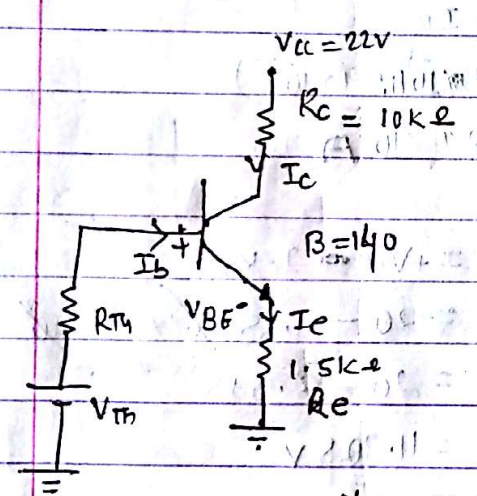 Vcc = 22V
Rc = 10KΩ
Ic
Ib
+
B=140
RTh
VBE
-
Ie
1.5KΩ
Re
VTh